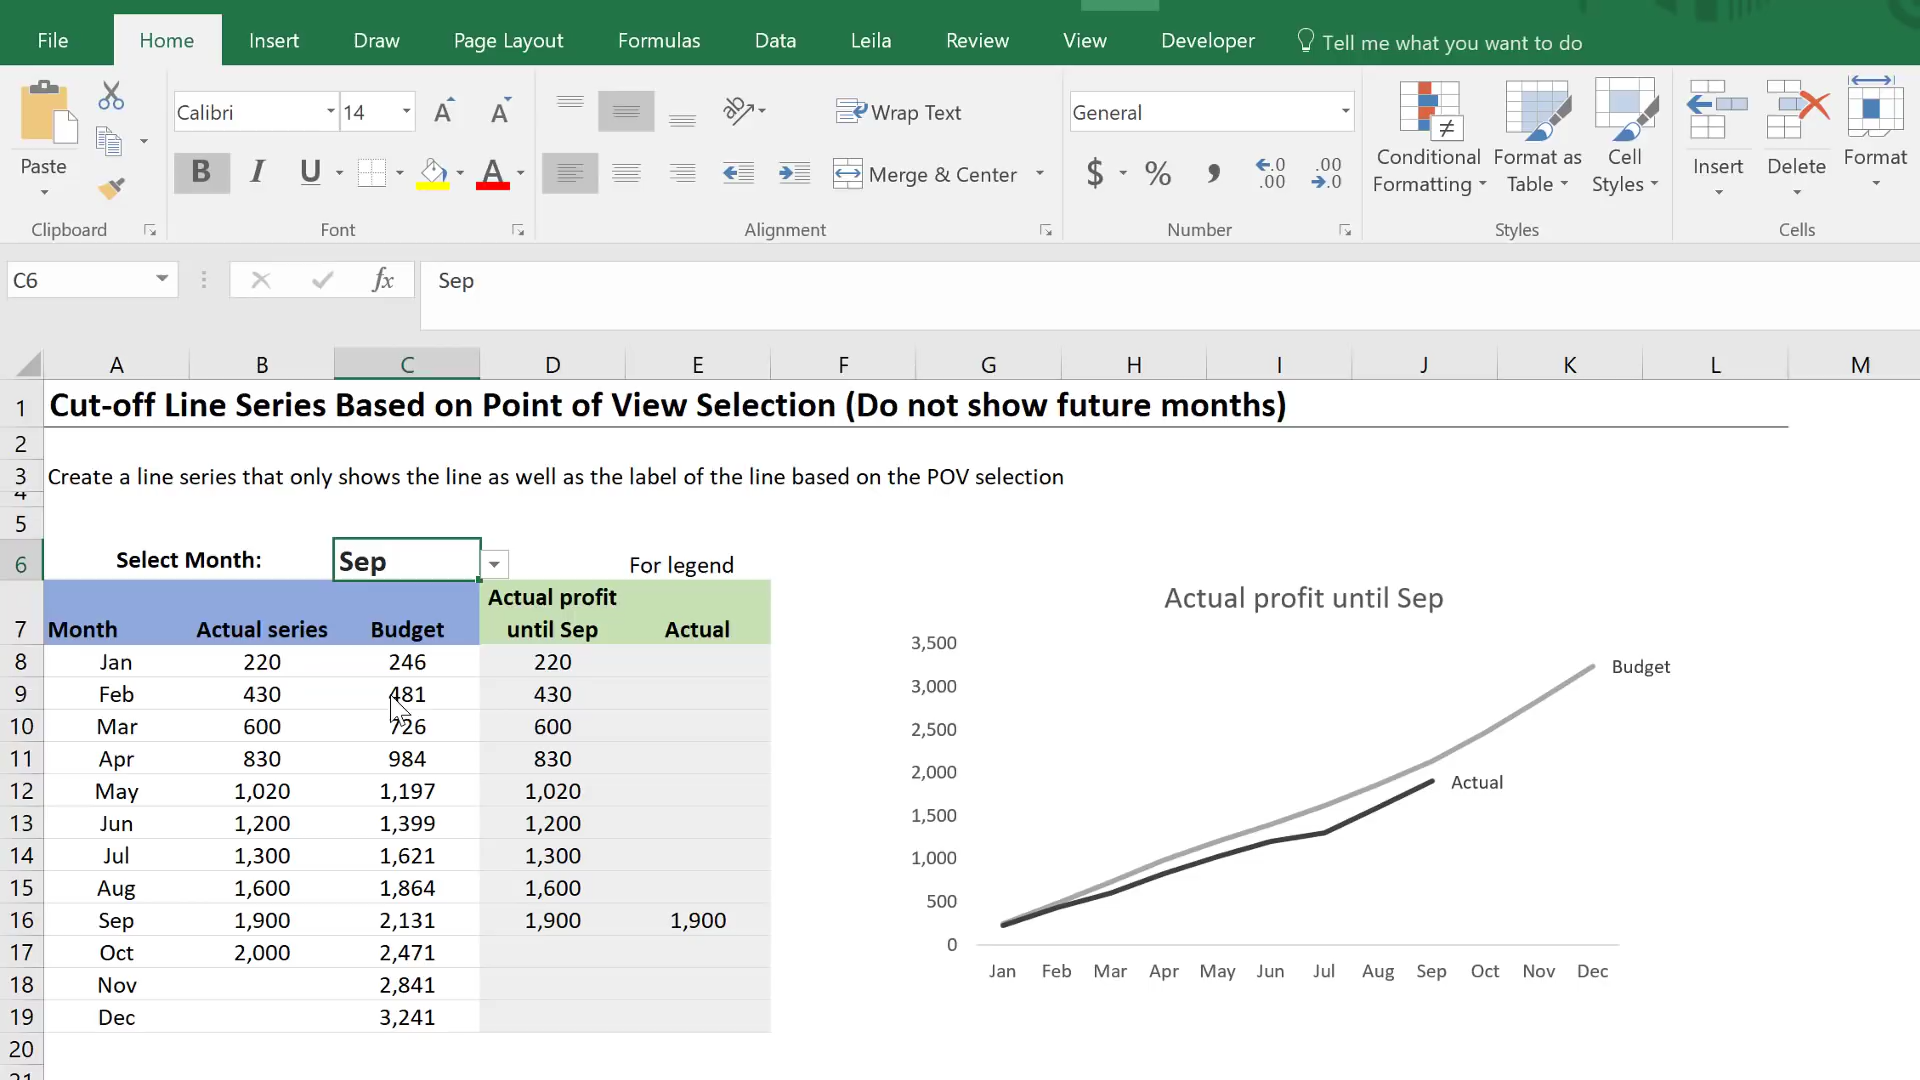 File Home Insert Draw Page Layout Formulas Data Leila Review View Developer Tell me what you want to do
Paste
Clipboard
Calibri 14
B I U A
Font
Wrap Text
Merge & Center
Alignment
General
$ % , .0 .00 .00 .0
Number
Conditional Formatting
Format as Table
Cell Styles
Styles
Insert Delete Format
Cells
C6 fx Sep
A B C D E F G H I J K L M
1 Cut-off Line Series Based on Point of View Selection (Do not show future months)
2
3 Create a line series that only shows the line as well as the label of the line based on the POV selection
4
5
6 Select Month: Sep For legend
7 Month Actual series Budget Actual profit until Sep Actual
8 Jan 220 246 220
9 Feb 430 481 430
10 Mar 600 726 600
11 Apr 830 984 830
12 May 1,020 1,197 1,020
13 Jun 1,200 1,399 1,200
14 Jul 1,300 1,621 1,300
15 Aug 1,600 1,864 1,600
16 Sep 1,900 2,131 1,900 1,900
17 Oct 2,000 2,471
18 Nov 2,841
19 Dec 3,241
20
21
Actual profit until Sep
3,500
3,000
2,500
2,000
1,500
1,000
500
0
Budget
Actual
Jan Feb Mar Apr May Jun Jul Aug Sep Oct Nov Dec